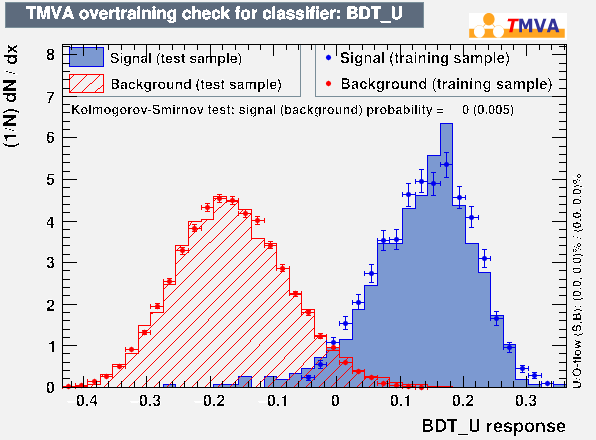 TMVA overtraining check for classifier: BDT_U
TMVA
(1/N) dN / dx
Signal (test sample)
Background (test sample)
Signal (training sample)
Background (training sample)
Kolmogorov-Smirnov test: signal (background) probability = 0 (0.005)
8
7
6
5
4
3
2
1
0
−0.4 −0.3 −0.2 −0.1 0 0.1 0.2 0.3
BDT_U response
U/O-flow (S,B): (0.0, 0.0)% / (0.0, 0.0)%